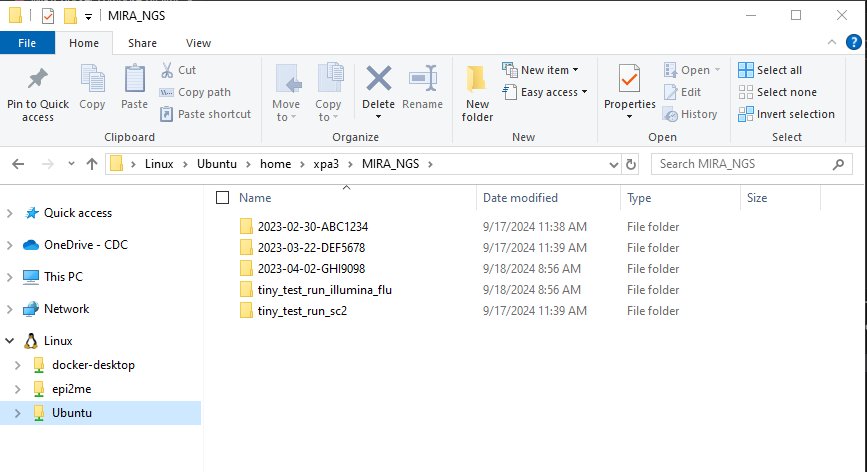 MIRA_NGS
File Home Share View
Pin to Quick access
Copy
Paste
Cut
Copy path
Paste shortcut
Clipboard
Move to
Copy to
Delete
Rename
Organize
New folder
New item
Easy access
New
Properties
Open
Edit
History
Open
Select all
Select none
Invert selection
Select
Linux > Ubuntu > home > xpa3 > MIRA_NGS >
Search MIRA_NGS
Name Date modified Type Size
Quick access
OneDrive - CDC
This PC
Network
Linux
docker-desktop
epi2me
Ubuntu
2023-02-30-ABC1234 9/17/2024 11:38 AM File folder
2023-03-22-DEF5678 9/17/2024 11:39 AM File folder
2023-04-02-GHI9098 9/18/2024 8:56 AM File folder
tiny_test_run_illumina_flu 9/18/2024 8:56 AM File folder
tiny_test_run_sc2 9/17/2024 11:39 AM File folder